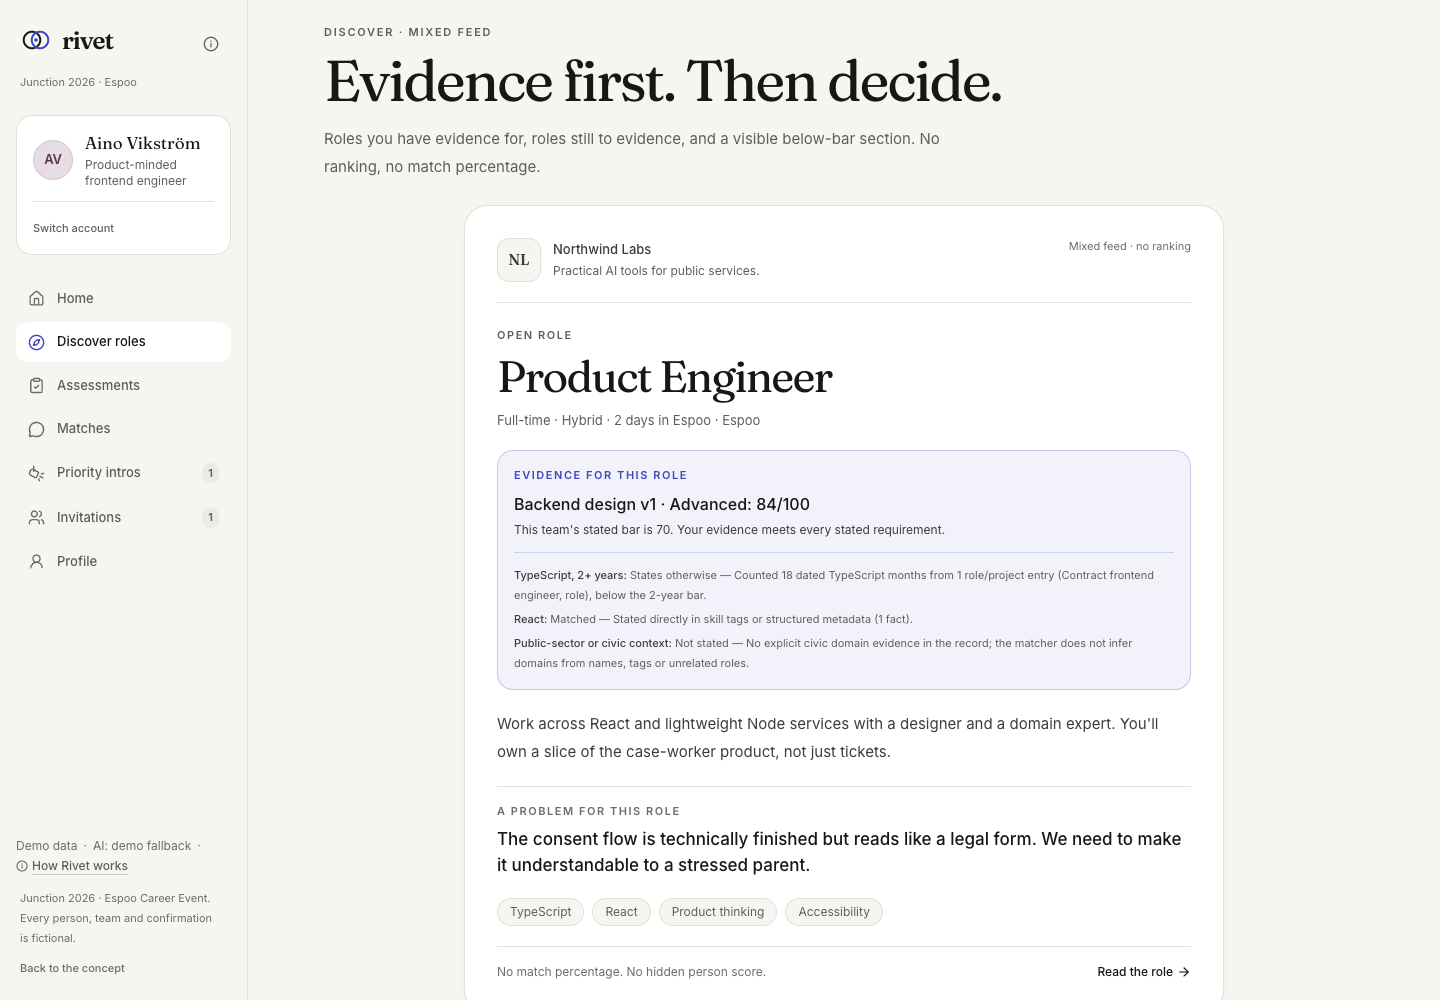 rivet
Junction 2026 · Espoo
AV
Aino Vikström
Product-minded
frontend engineer
Switch account
Home
Discover roles
Assessments
Matches
Priority intros 1
Invitations 1
Profile
Demo data · AI: demo fallback ·
How Rivet works
Junction 2026 · Espoo Career Event.
Every person, team and confirmation
is fictional.
Back to the concept
DISCOVER · MIXED FEED
Evidence first. Then decide.
Roles you have evidence for, roles still to evidence, and a visible below-bar section. No
ranking, no match percentage.
NL
Northwind Labs
Practical AI tools for public services.
Mixed feed · no ranking
OPEN ROLE
Product Engineer
Full-time · Hybrid · 2 days in Espoo · Espoo
EVIDENCE FOR THIS ROLE
Backend design v1 · Advanced: 84/100
This team's stated bar is 70. Your evidence meets every stated requirement.
TypeScript, 2+ years: States otherwise — Counted 18 dated TypeScript months from 1 role/project entry (Contract frontend
engineer, role), below the 2-year bar.
React: Matched — Stated directly in skill tags or structured metadata (1 fact).
Public-sector or civic context: Not stated — No explicit civic domain evidence in the record; the matcher does not infer
domains from names, tags or unrelated roles.
Work across React and lightweight Node services with a designer and a domain expert. You'll
own a slice of the case-worker product, not just tickets.
A PROBLEM FOR THIS ROLE
The consent flow is technically finished but reads like a legal form. We need to make
it understandable to a stressed parent.
TypeScript React Product thinking Accessibility
No match percentage. No hidden person score.
Read the role →